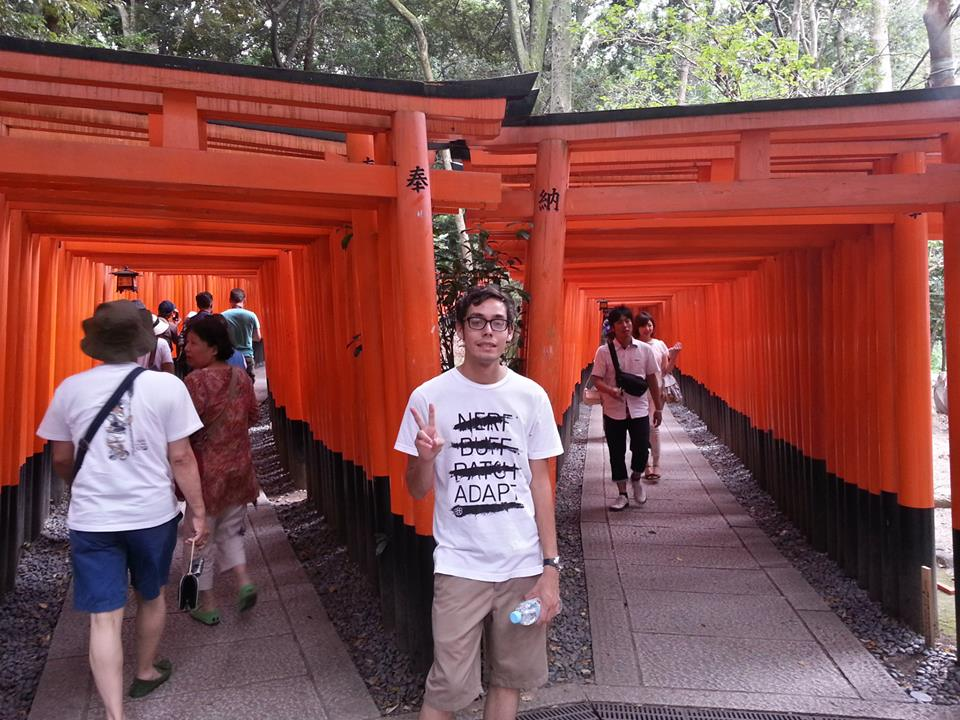 奉
納
NERF
BUFF
PATCH
ADAPT